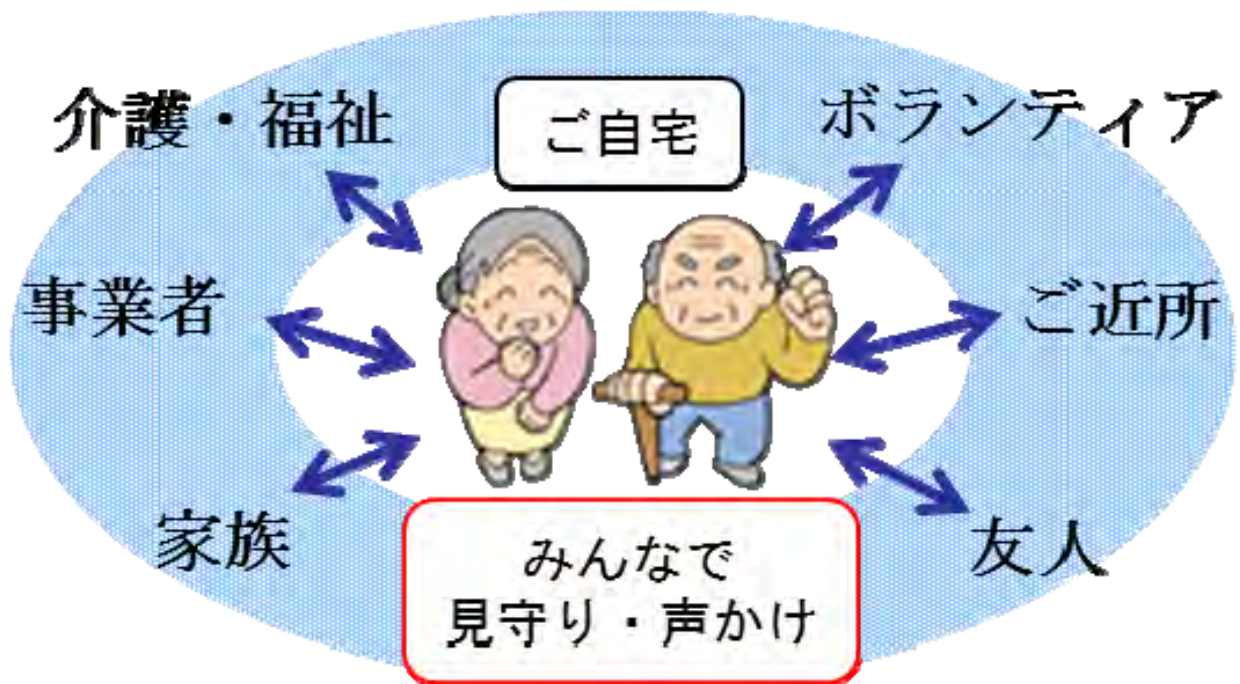 介護・福祉
ご自宅
ボランティア
事業者
ご近所
家族
友人
みんなで
見守り・声かけ